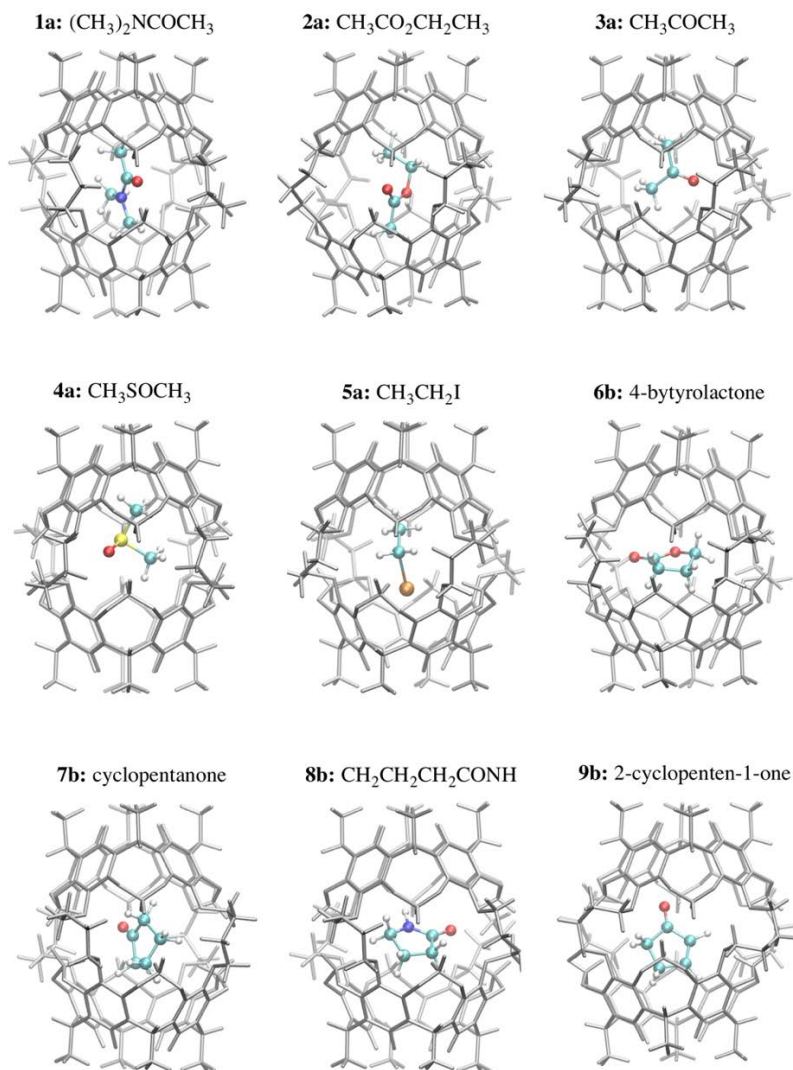 1a: (CH₃)₂NCOCH₃
2a: CH₃CO₂CH₂CH₃
3a: CH₃COCH₃
4a: CH₃SOCH₃
5a: CH₃CH₂I
6b: 4-bytyrolactone
7b: cyclopentanone
8b: CH₂CH₂CH₂CONH
9b: 2-cyclopenten-1-one